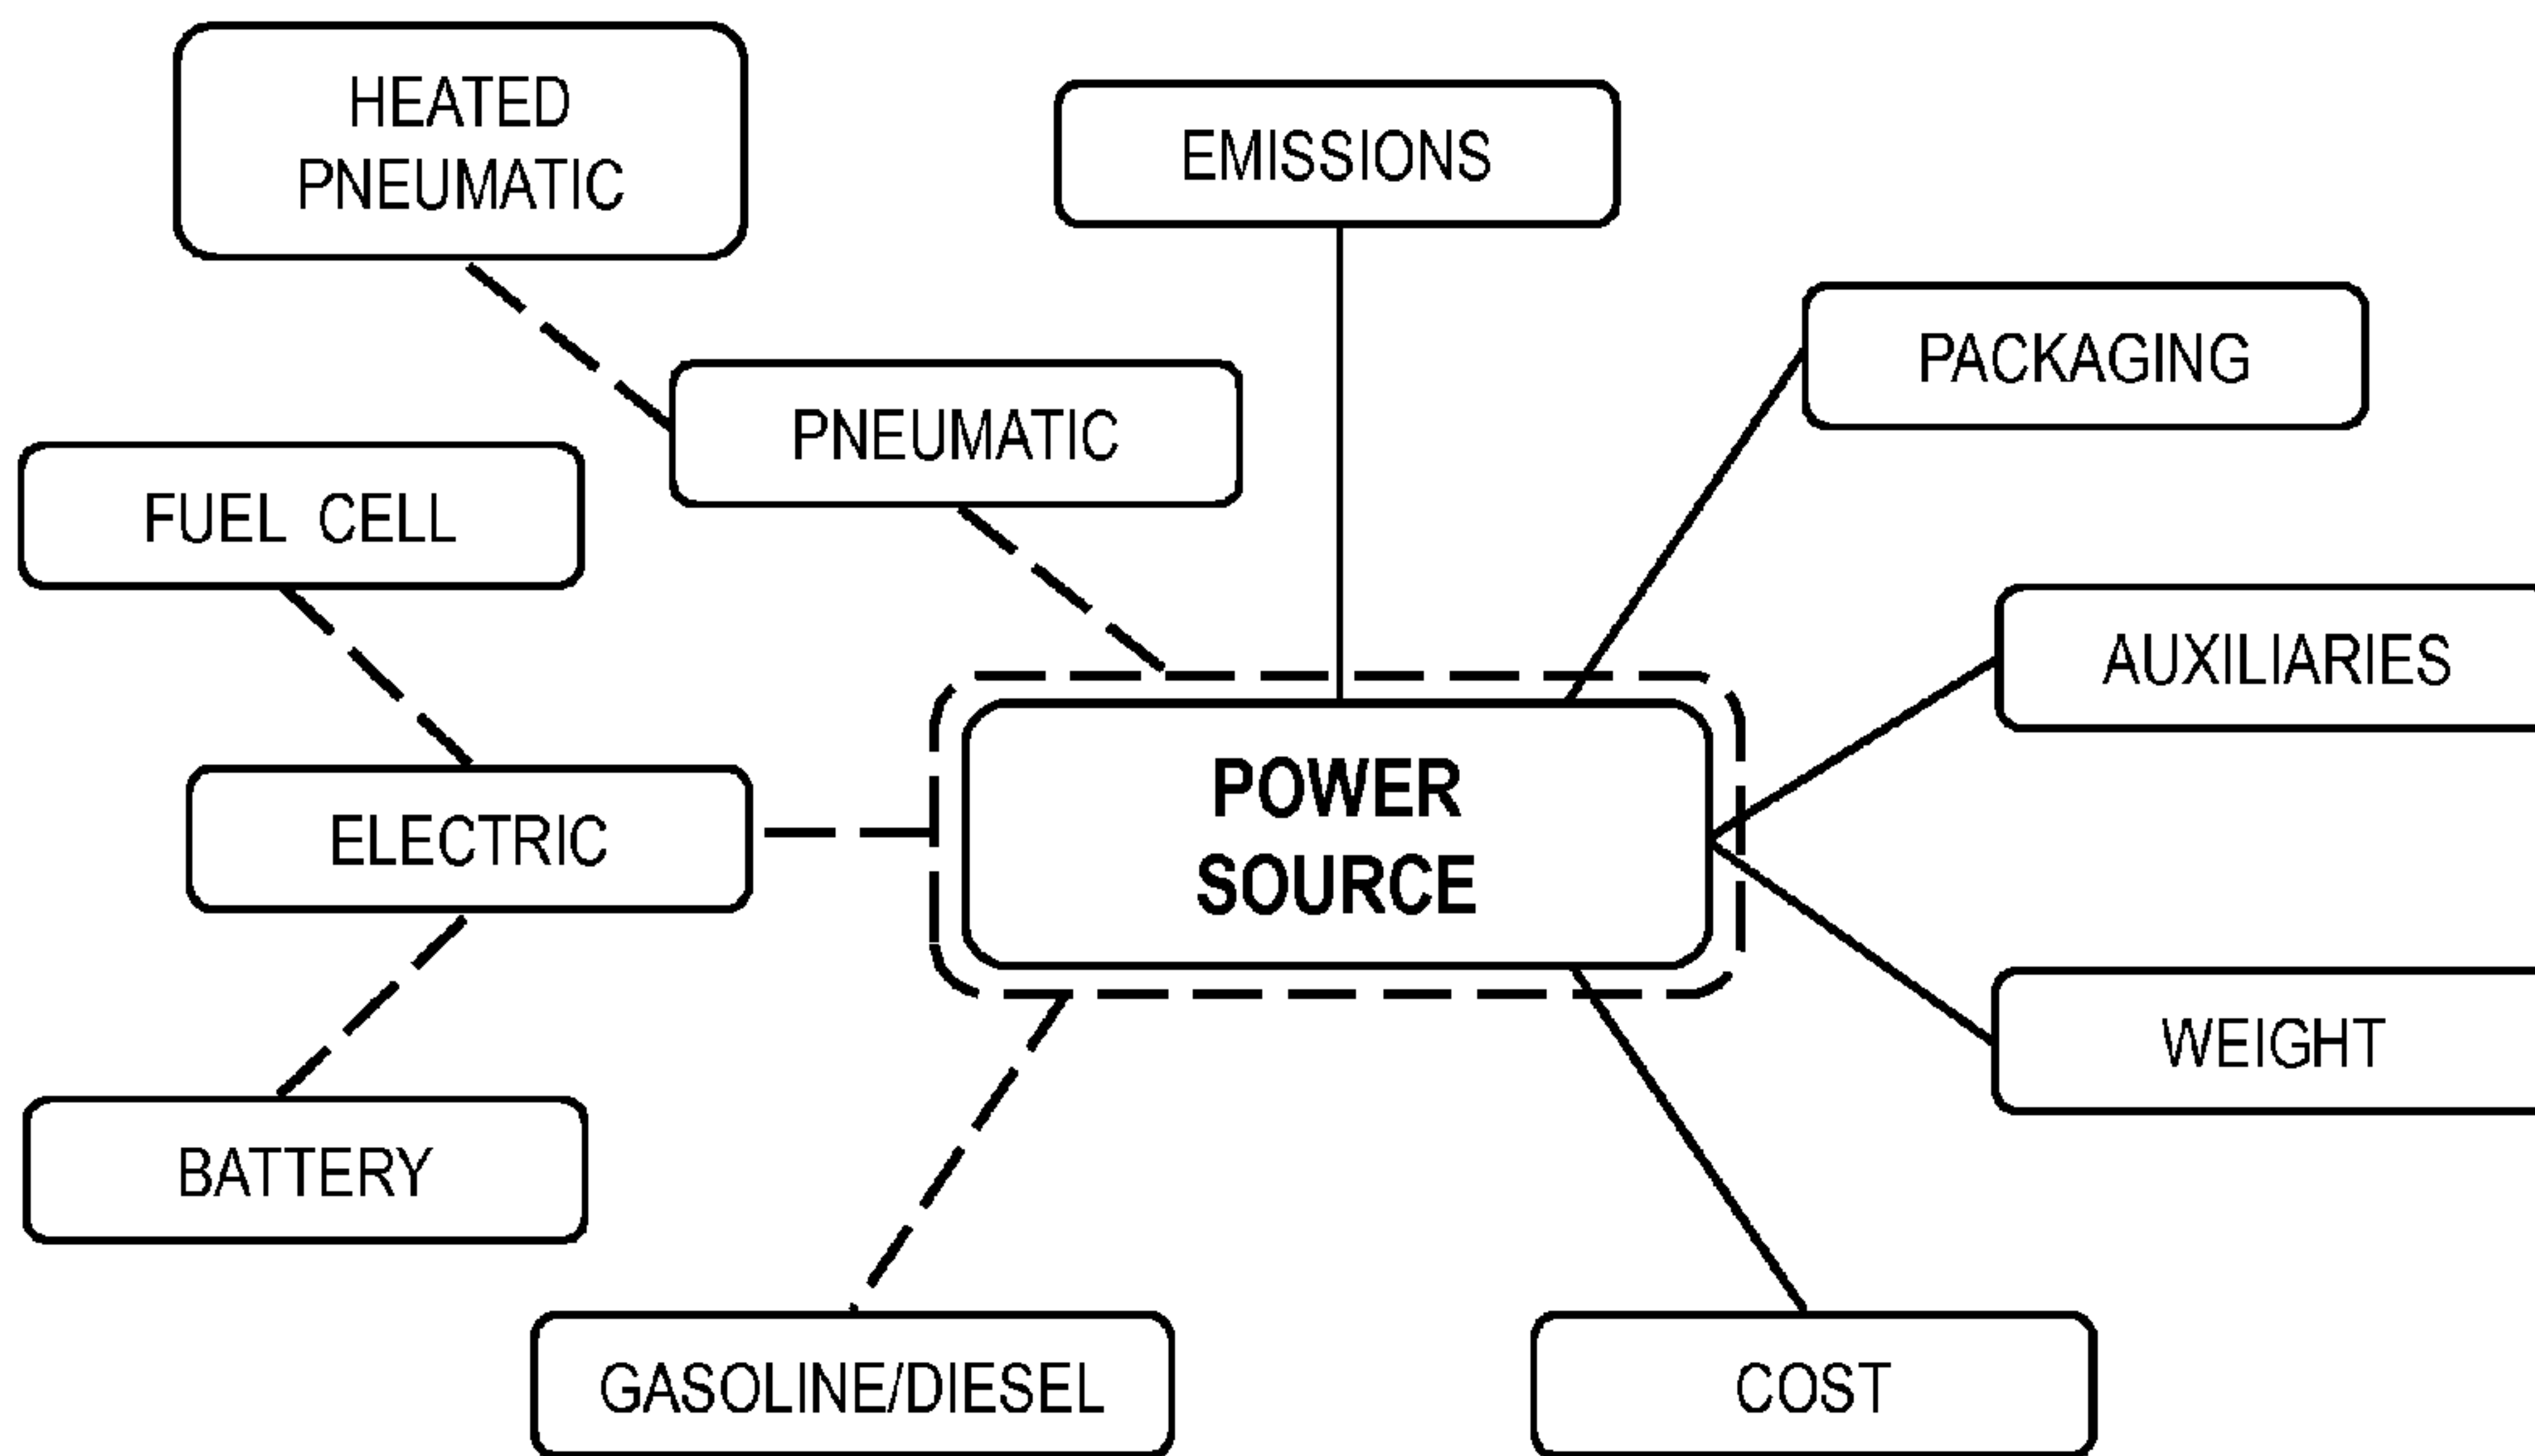 HEATED
PNEUMATIC
EMISSIONS
PACKAGING
PNEUMATIC
FUEL CELL
AUXILIARIES
POWER
SOURCE
ELECTRIC
WEIGHT
BATTERY
GASOLINE/DIESEL
COST